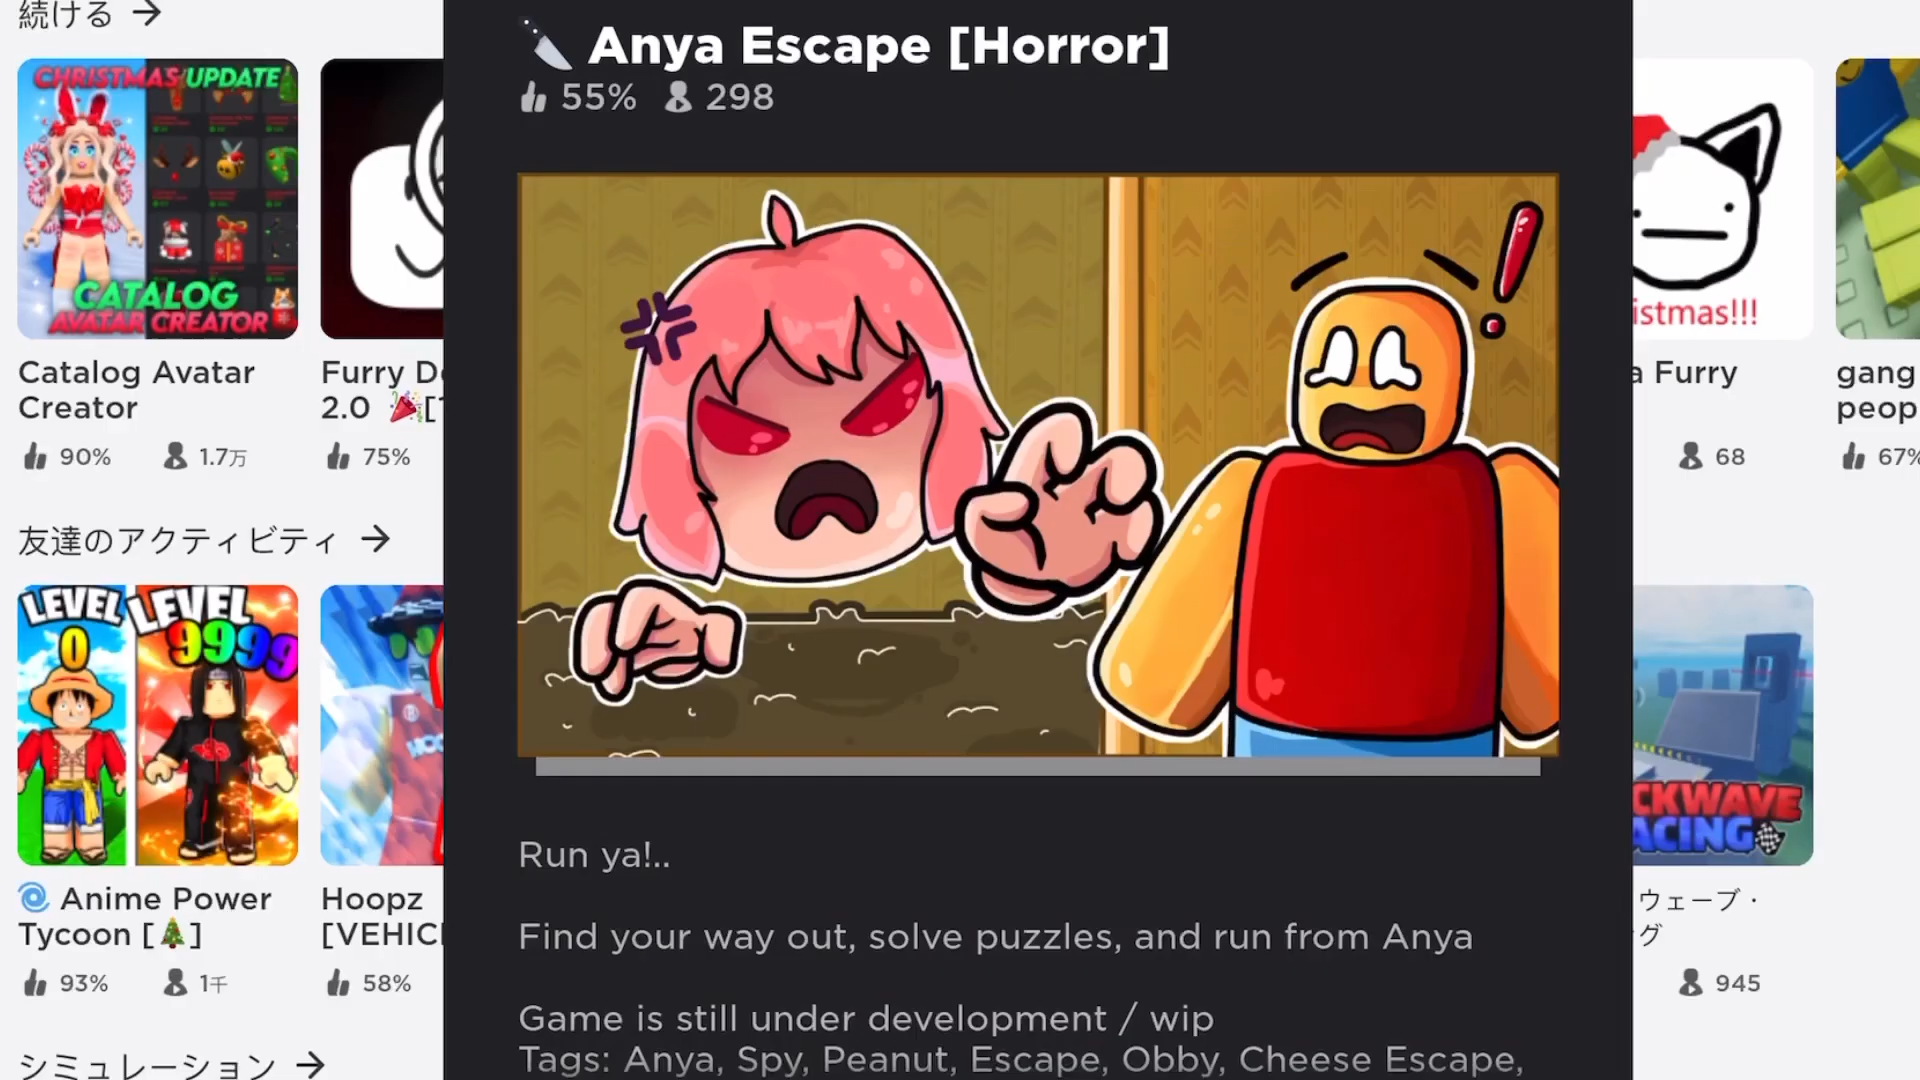 続ける →
CHRISTMAS UPDATE
CATALOG
AVATAR CREATOR
Catalog Avatar
Creator
90% 1.7万
Furry D
2.0 🎉[
75%
友達のアクティビティ →
LEVEL
0
LEVEL
9999
🌀 Anime Power
Tycoon [🎄]
93% 1千
Hoopz
[VEHIC
58%
シミュレーション →
🔪 Anya Escape [Horror]
55% 298
Run ya!..
Find your way out, solve puzzles, and run from Anya
Game is still under development / wip
Tags: Anya, Spy, Peanut, Escape, Obby, Cheese Escape,
istmas!!!
a Furry
68
gang
peop
67%
CKWAVE
ACING
ウェーブ・
グ
945